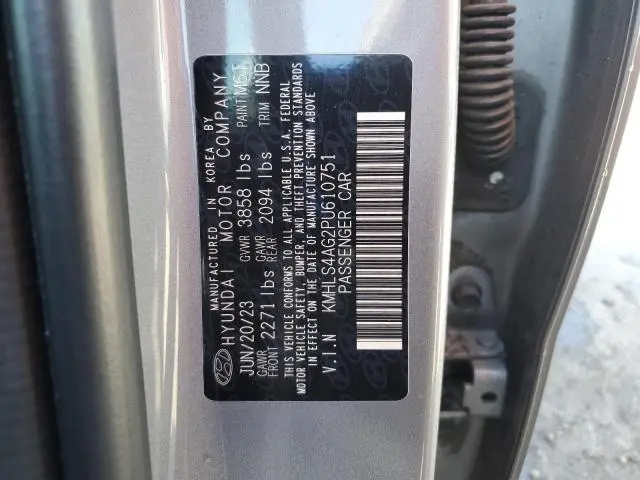 MANUFACTURED IN KOREA BY
HYUNDAI MOTOR COMPANY
JUN/20/23 GVWR 3858 lbs PAINT M6T
GAWR FRONT 2271 lbs GAWR REAR 2094 lbs TRIM NNB
THIS VEHICLE CONFORMS TO ALL APPLICABLE U.S.A. FEDERAL
MOTOR VEHICLE SAFETY, BUMPER, AND THEFT PREVENTION STANDARDS
IN EFFECT ON THE DATE OF MANUFACTURE SHOWN ABOVE
V.I.N KMHLS4AG2PU610751
PASSENGER CAR